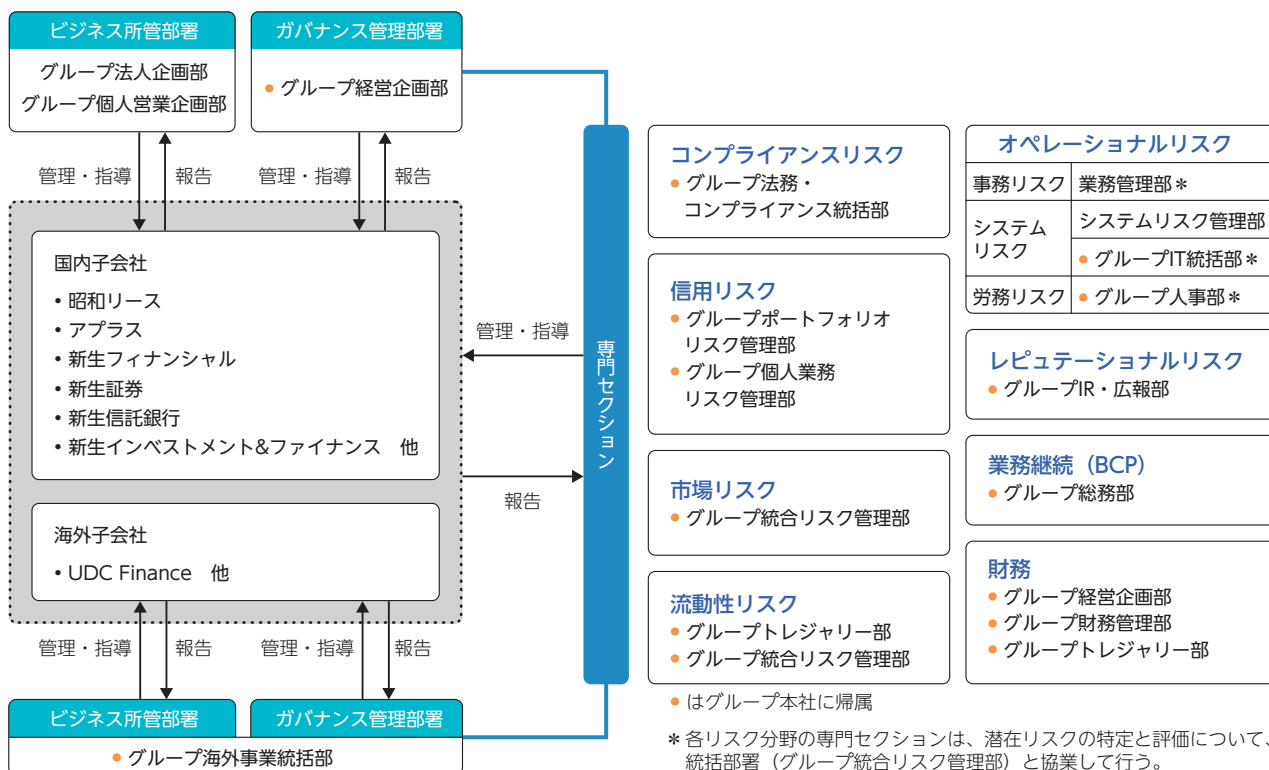 ビジネス所管部署
グループ法人企画部
グループ個人営業企画部
ガバナンス管理部署
● グループ経営企画部
管理・指導
報告
管理・指導
報告
国内子会社
• 昭和リース
• アプラス
• 新生フィナンシャル
• 新生証券
• 新生信託銀行
• 新生インベストメント&ファイナンス 他
海外子会社
• UDC Finance 他
管理・指導
報告
管理・指導
報告
ビジネス所管部署
ガバナンス管理部署
● グループ海外事業統括部
管理・指導
報告
専門セクション
コンプライアンスリスク
● グループ法務・
コンプライアンス統括部
信用リスク
● グループポートフォリオ
リスク管理部
● グループ個人業務
リスク管理部
市場リスク
● グループ統合リスク管理部
流動性リスク
● グループトレジャリー部
● グループ統合リスク管理部
オペレーショナルリスク
事務リスク 業務管理部＊
システム
リスク
システムリスク管理部
● グループIT統括部＊
労務リスク ● グループ人事部＊
レピュテーショナルリスク
● グループIR・広報部
業務継続（BCP）
● グループ総務部
財務
● グループ経営企画部
● グループ財務管理部
● グループトレジャリー部
● はグループ本社に帰属
＊各リスク分野の専門セクションは、潜在リスクの特定と評価について、
統括部署（グループ統合リスク管理部）と協業して行う。